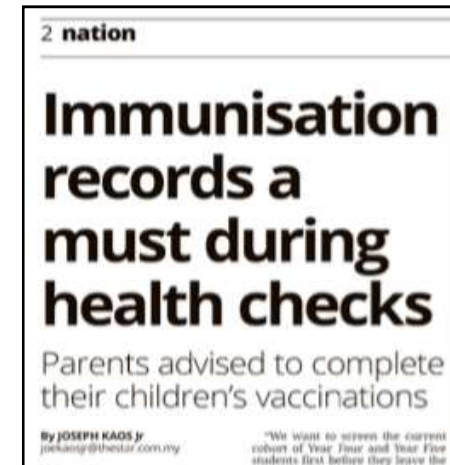 2 nation
Immunisation
records a
must during
health checks
Parents advised to complete
their children's vaccinations
By JOSEPH KAOS Jr
joekaosjr@thestar.com.my
"We want to screen the current
cohort of Year Four and Year Five
students first before they leave the